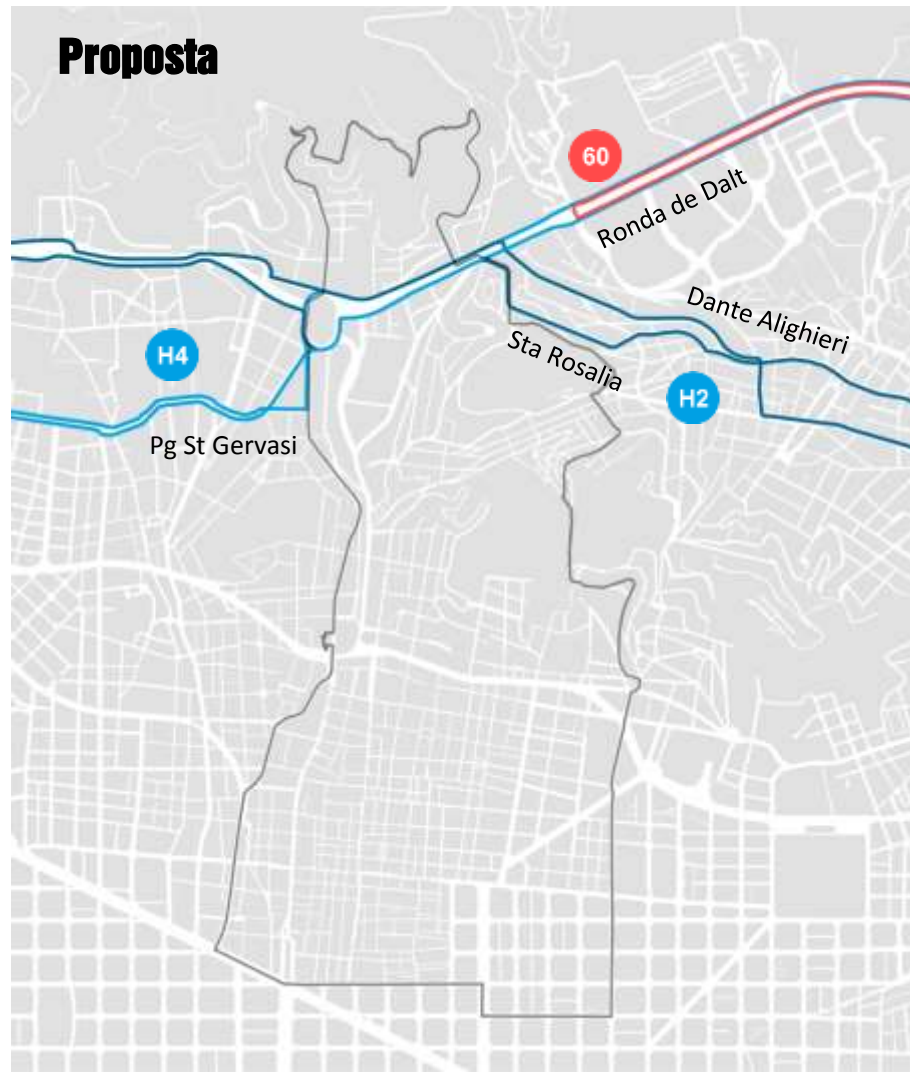 Proposta
60
Ronda de Dalt
Dante Alighieri
Sta Rosalia
H4
H2
Pg St Gervasi